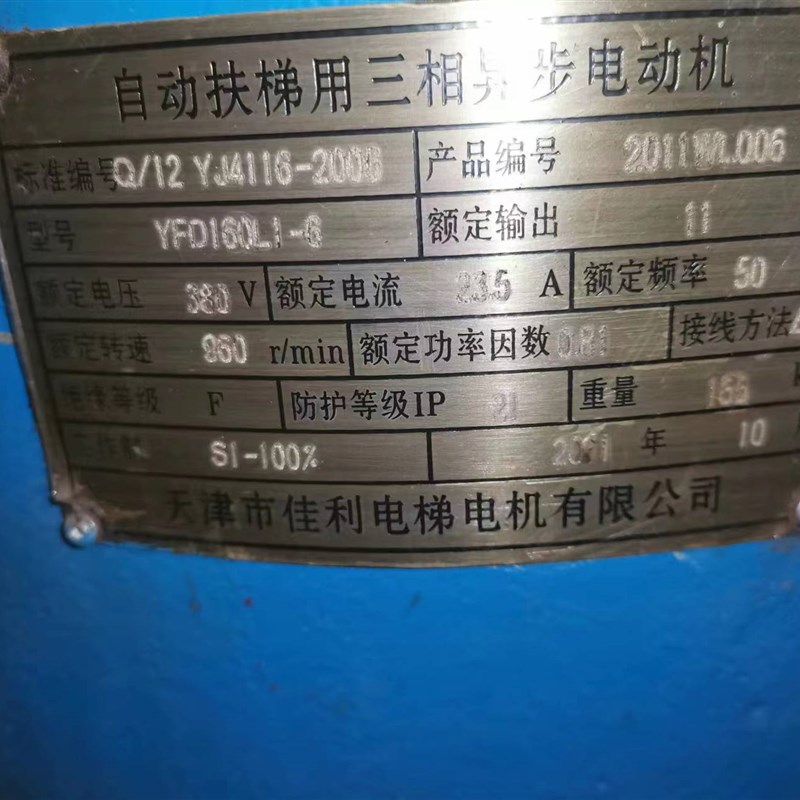 自动扶梯用三相异步电动机
标准编号Q/12 YJ4116-2006 产品编号
型号 YFD160L1-6 额定输出 11
额定电压 380 V 额定电流 23.5 A 额定频率 50
额定转速 960 r/min 额定功率因数 0.81 接线方法
绝缘等级 F 防护等级IP 21 重量
S1-100% 2011 年 10
天津市佳利电梯电机有限公司